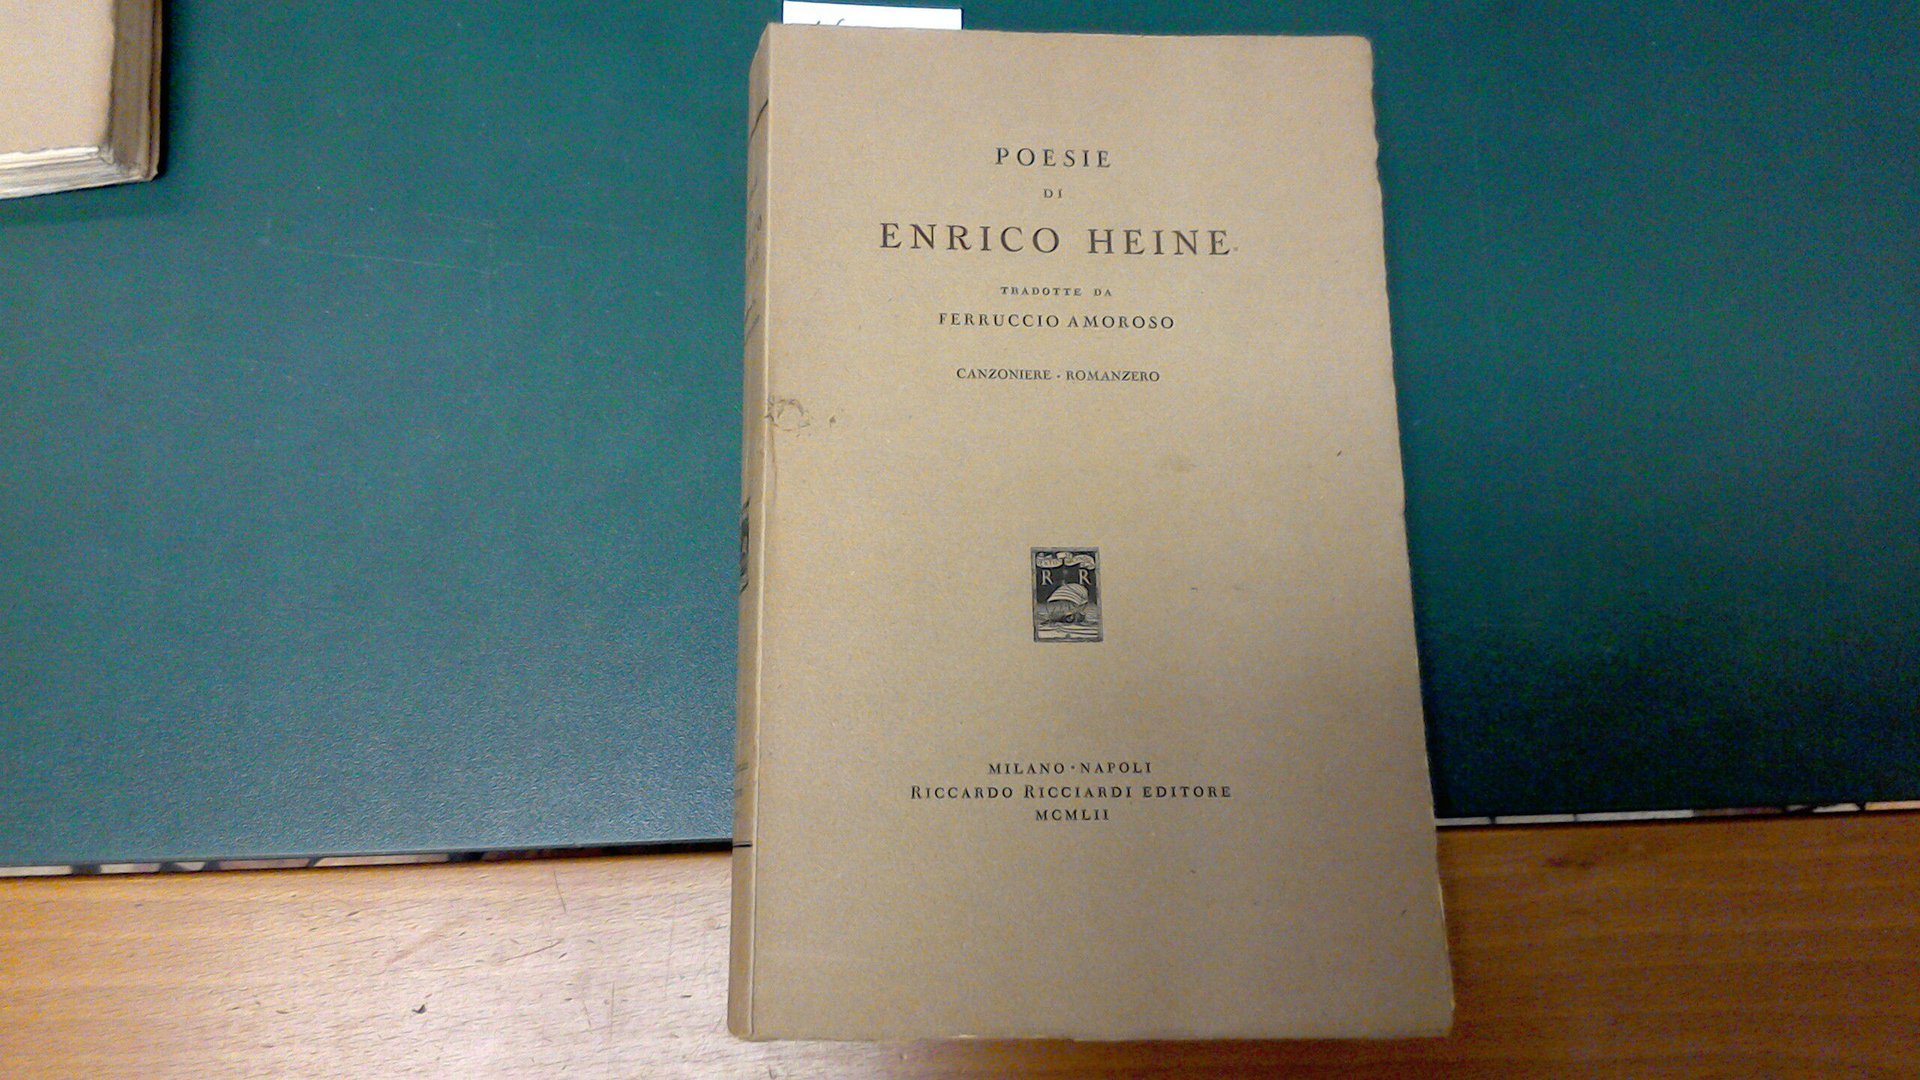 POESIE
DI
ENRICO HEINE
TRADOTTE DA
FERRUCCIO AMOROSO
CANZONIERE - ROMANZERO
R R
MILANO · NAPOLI
RICCARDO RICCIARDI EDITORE
MCMLII